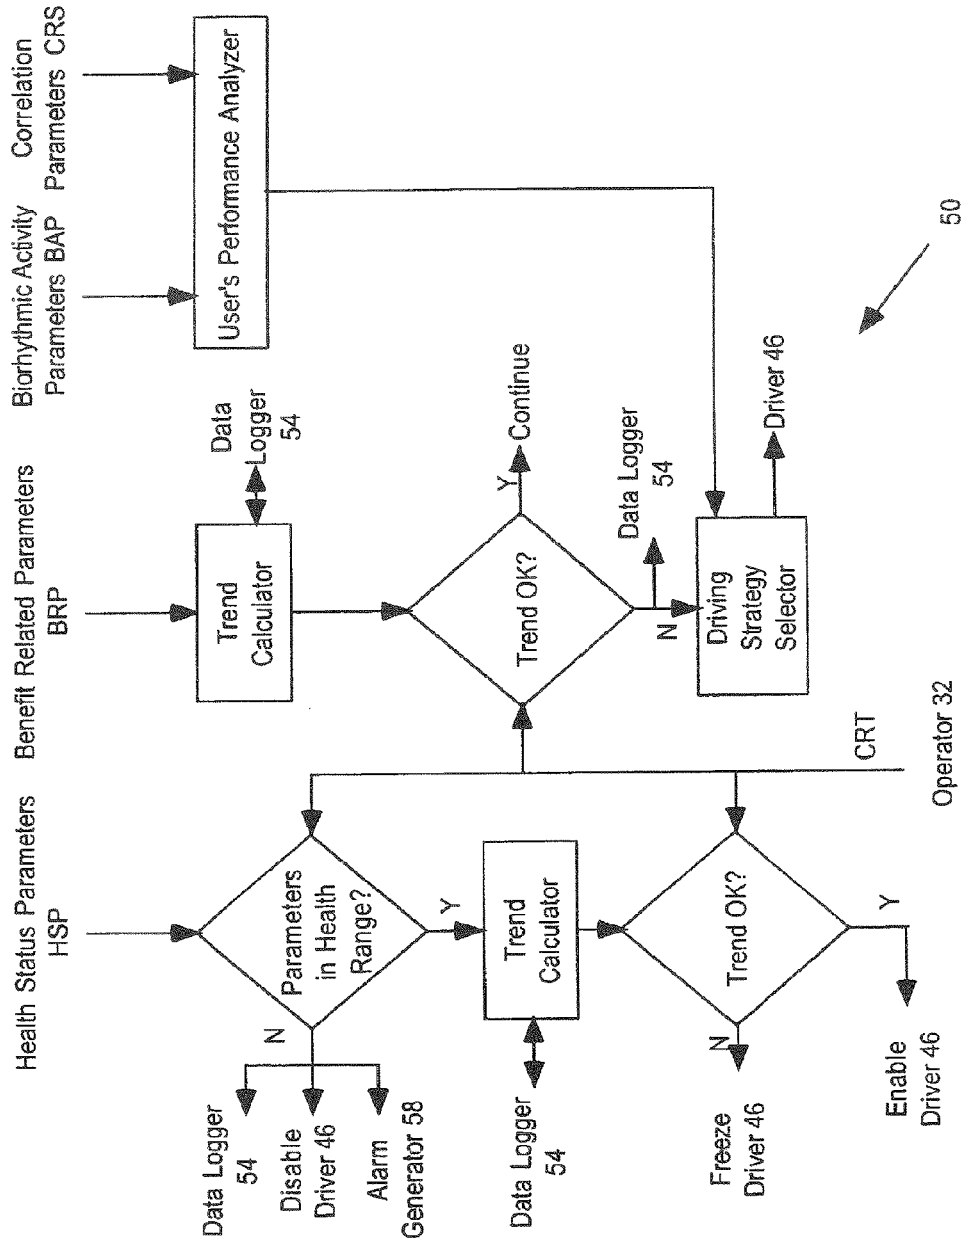 Health Status Parameters
HSP
Benefit Related Parameters
BRP
Biorhythmic Activity
Parameters BAP
Correlation
Parameters CRS
Parameters
in Health
Range?
N
Y
Data Logger
54
Disable
Driver 46
Alarm
Generator 58
Trend
Calculator
Data Logger
54
Trend OK?
N
Y
Freeze
Driver 46
Enable
Driver 46
Trend
Calculator
Data
Logger
54
Trend OK?
Y
Continue
N
Data Logger
54
Driving
Strategy
Selector
Driver 46
User's Performance Analyzer
CRT
Operator 32
50